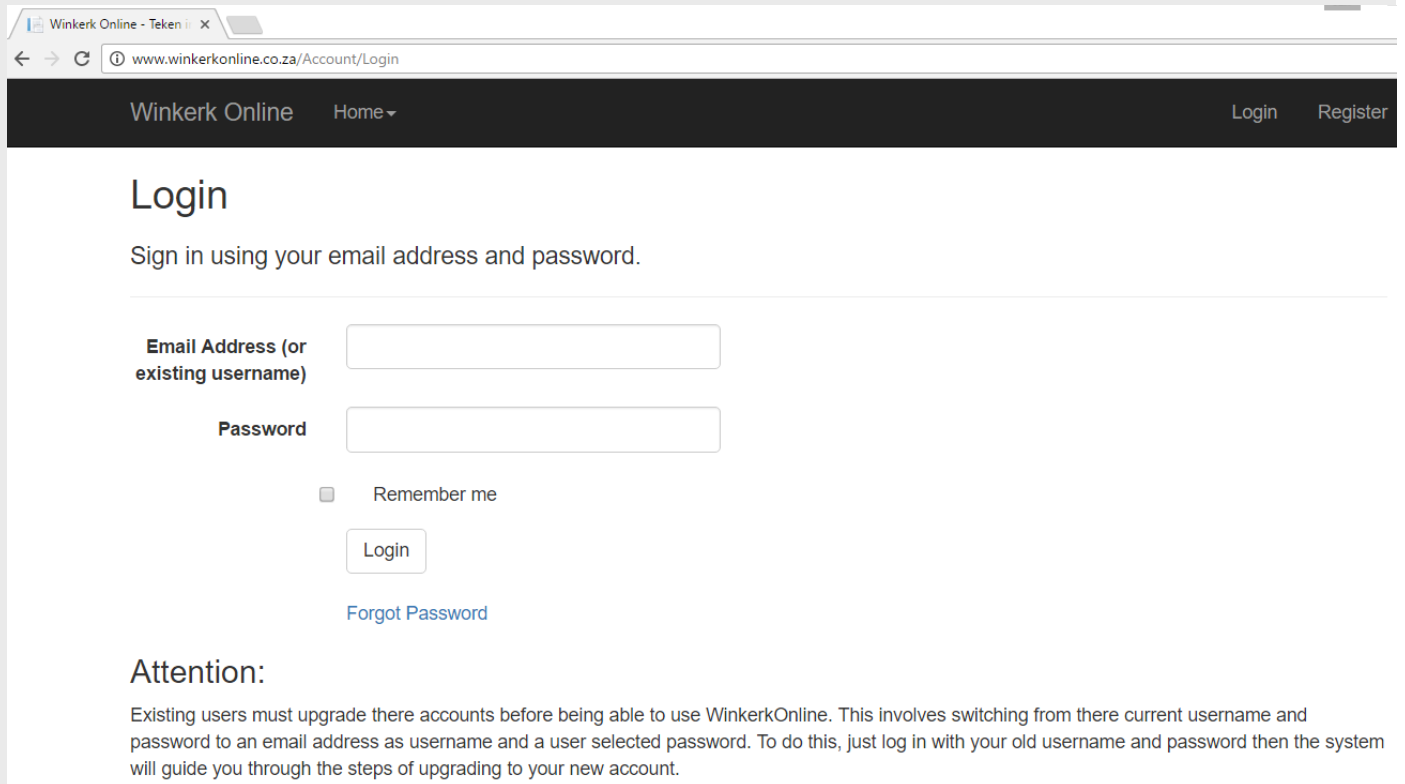 Winkerk Online - Teken i
www.winkerkonline.co.za/Account/Login
Winkerk Online Home Login Register
Login
Sign in using your email address and password.
Email Address (or
existing username)
Password
Remember me
Login
Forgot Password
Attention:
Existing users must upgrade there accounts before being able to use WinkerkOnline. This involves switching from there current username and
password to an email address as username and a user selected password. To do this, just log in with your old username and password then the system
will guide you through the steps of upgrading to your new account.